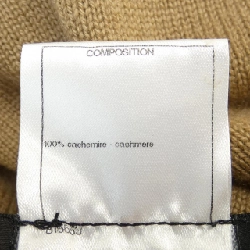 COMPOSITION
100% cachemire - cashmere